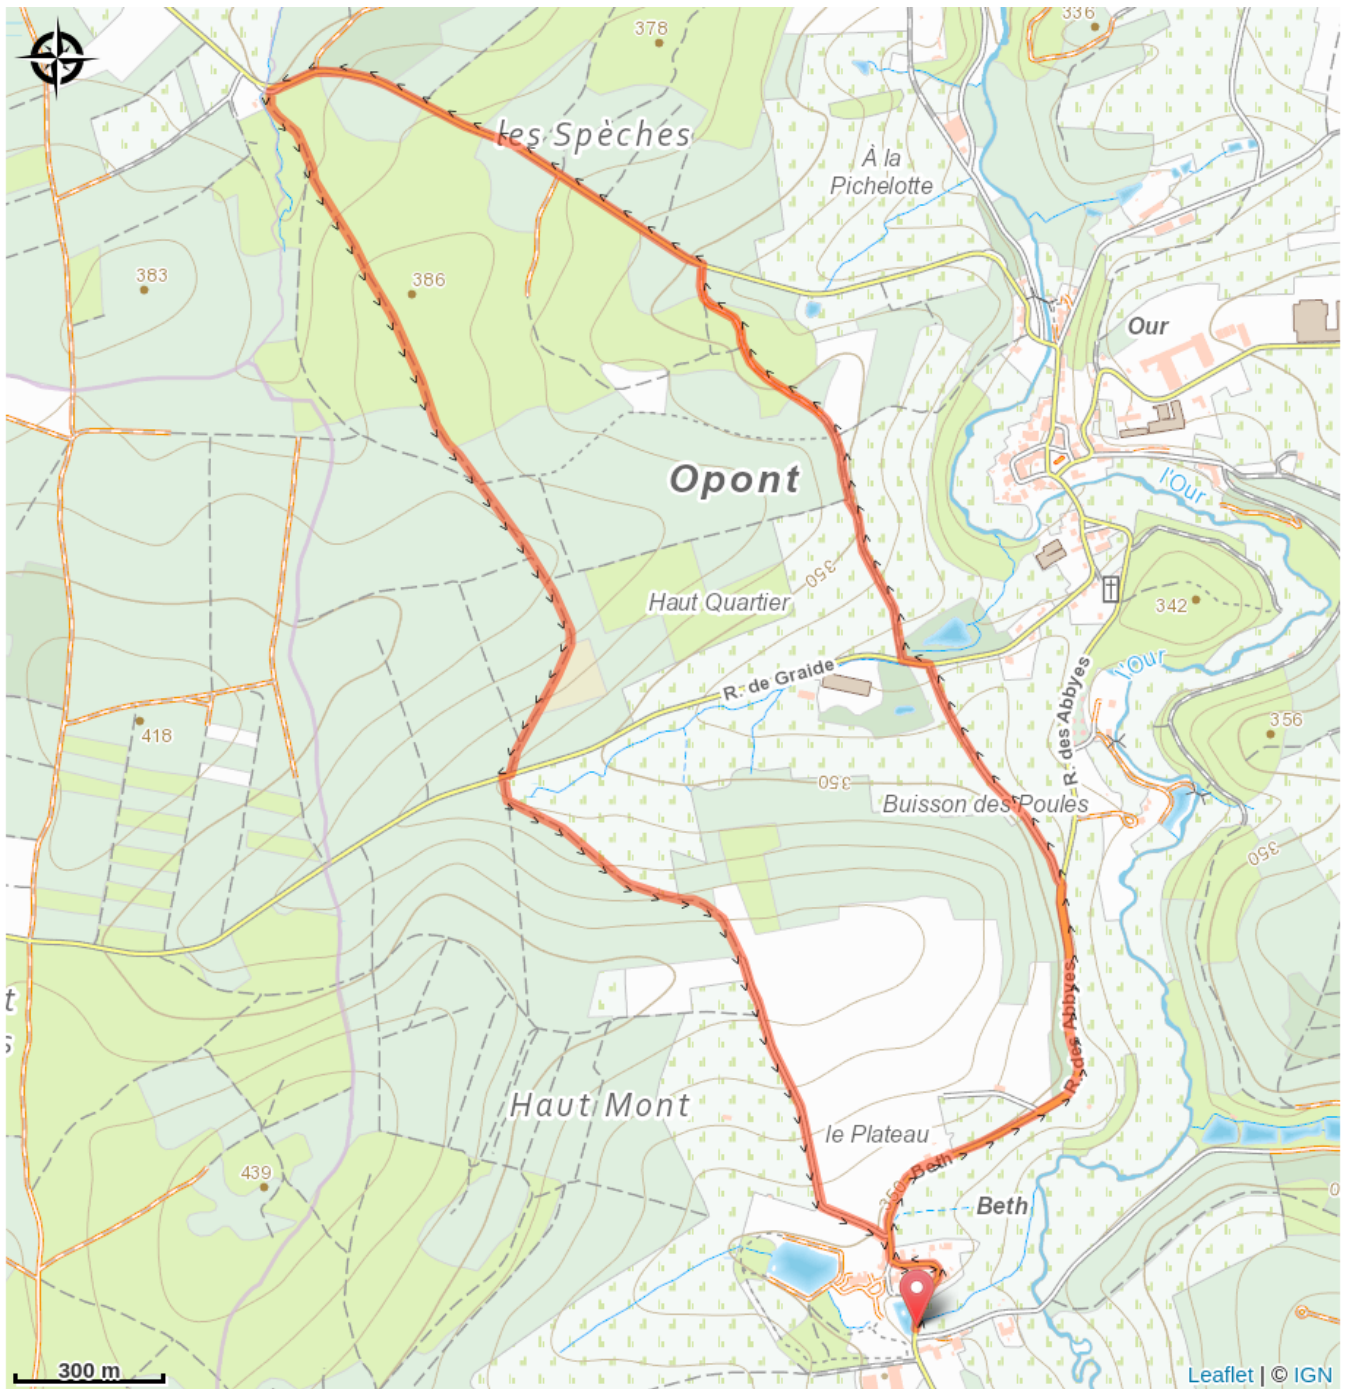 336
378
les Spèches
À la
Pichelotte
383
386
Our
Opont
l'Our
350
Haut Quartier
342
l'Our
R. de Graide
R. des Abbyes
356
418
350
Buisson des Poules
350
t
s
R. des Abbyes
Haut Mont
le Plateau
439
350
Beth
Beth
0
300 m
Leaflet | © IGN